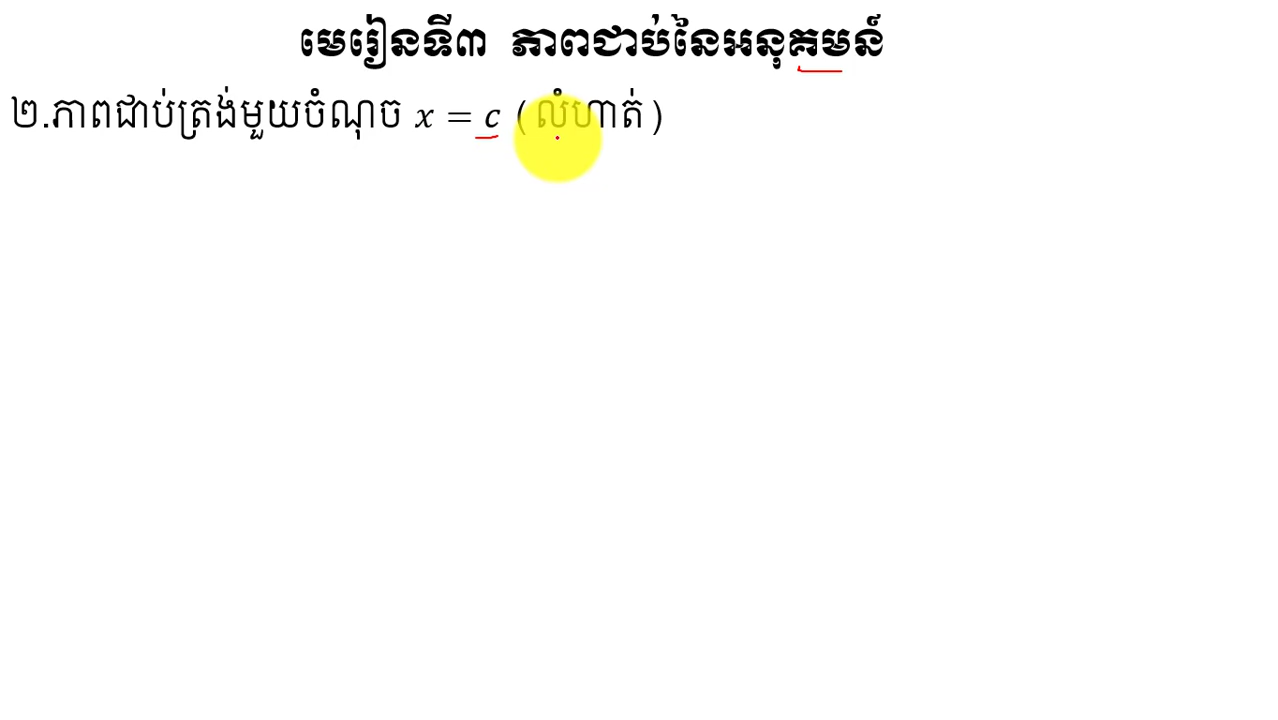 មេរៀនទី៣ ភាពជាប់នៃអនុគមន៍
២.ភាពជាប់ត្រង់មួយចំណុច x = c (លំហាត់)